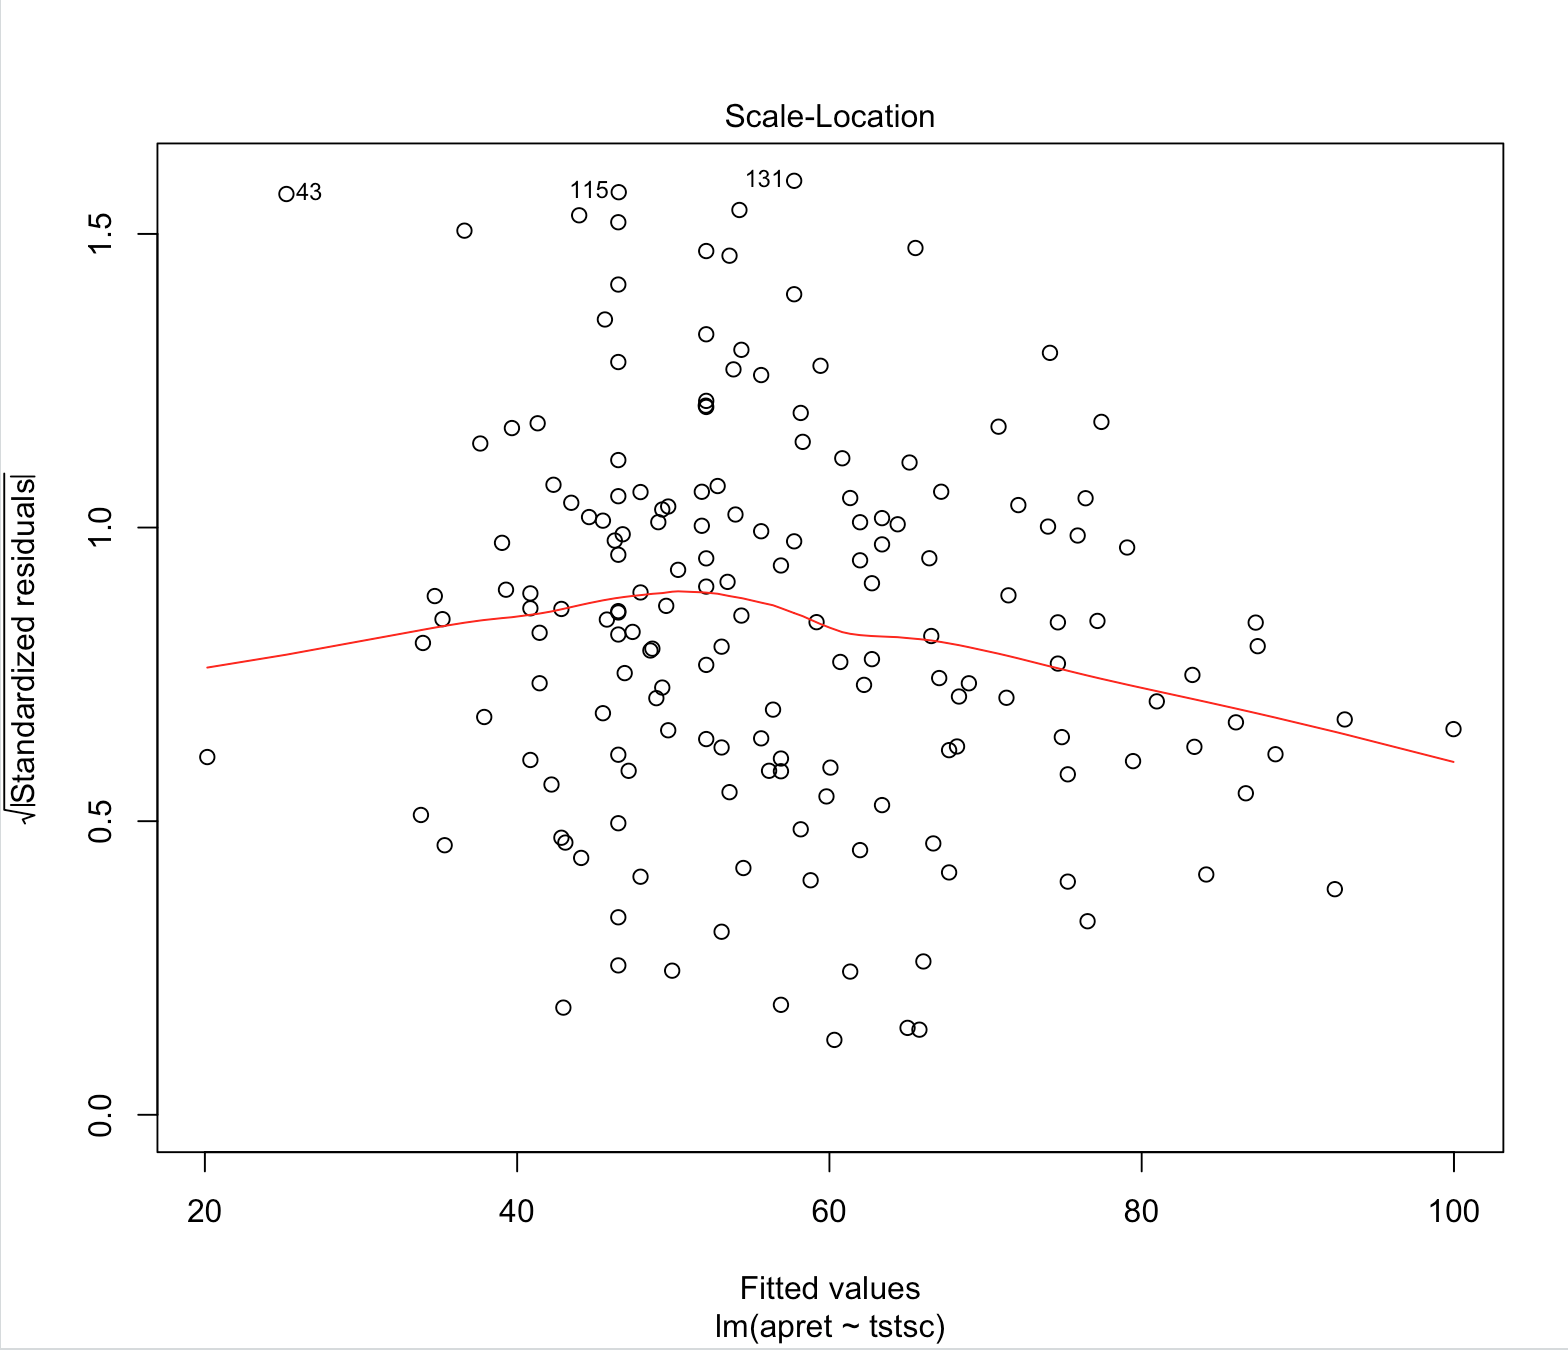 Scale-Location
43
115
131
1.5
1.0
0.5
0.0
√|Standardized residuals|
20 40 60 80 100
Fitted values
lm(apret ~ tstsc)